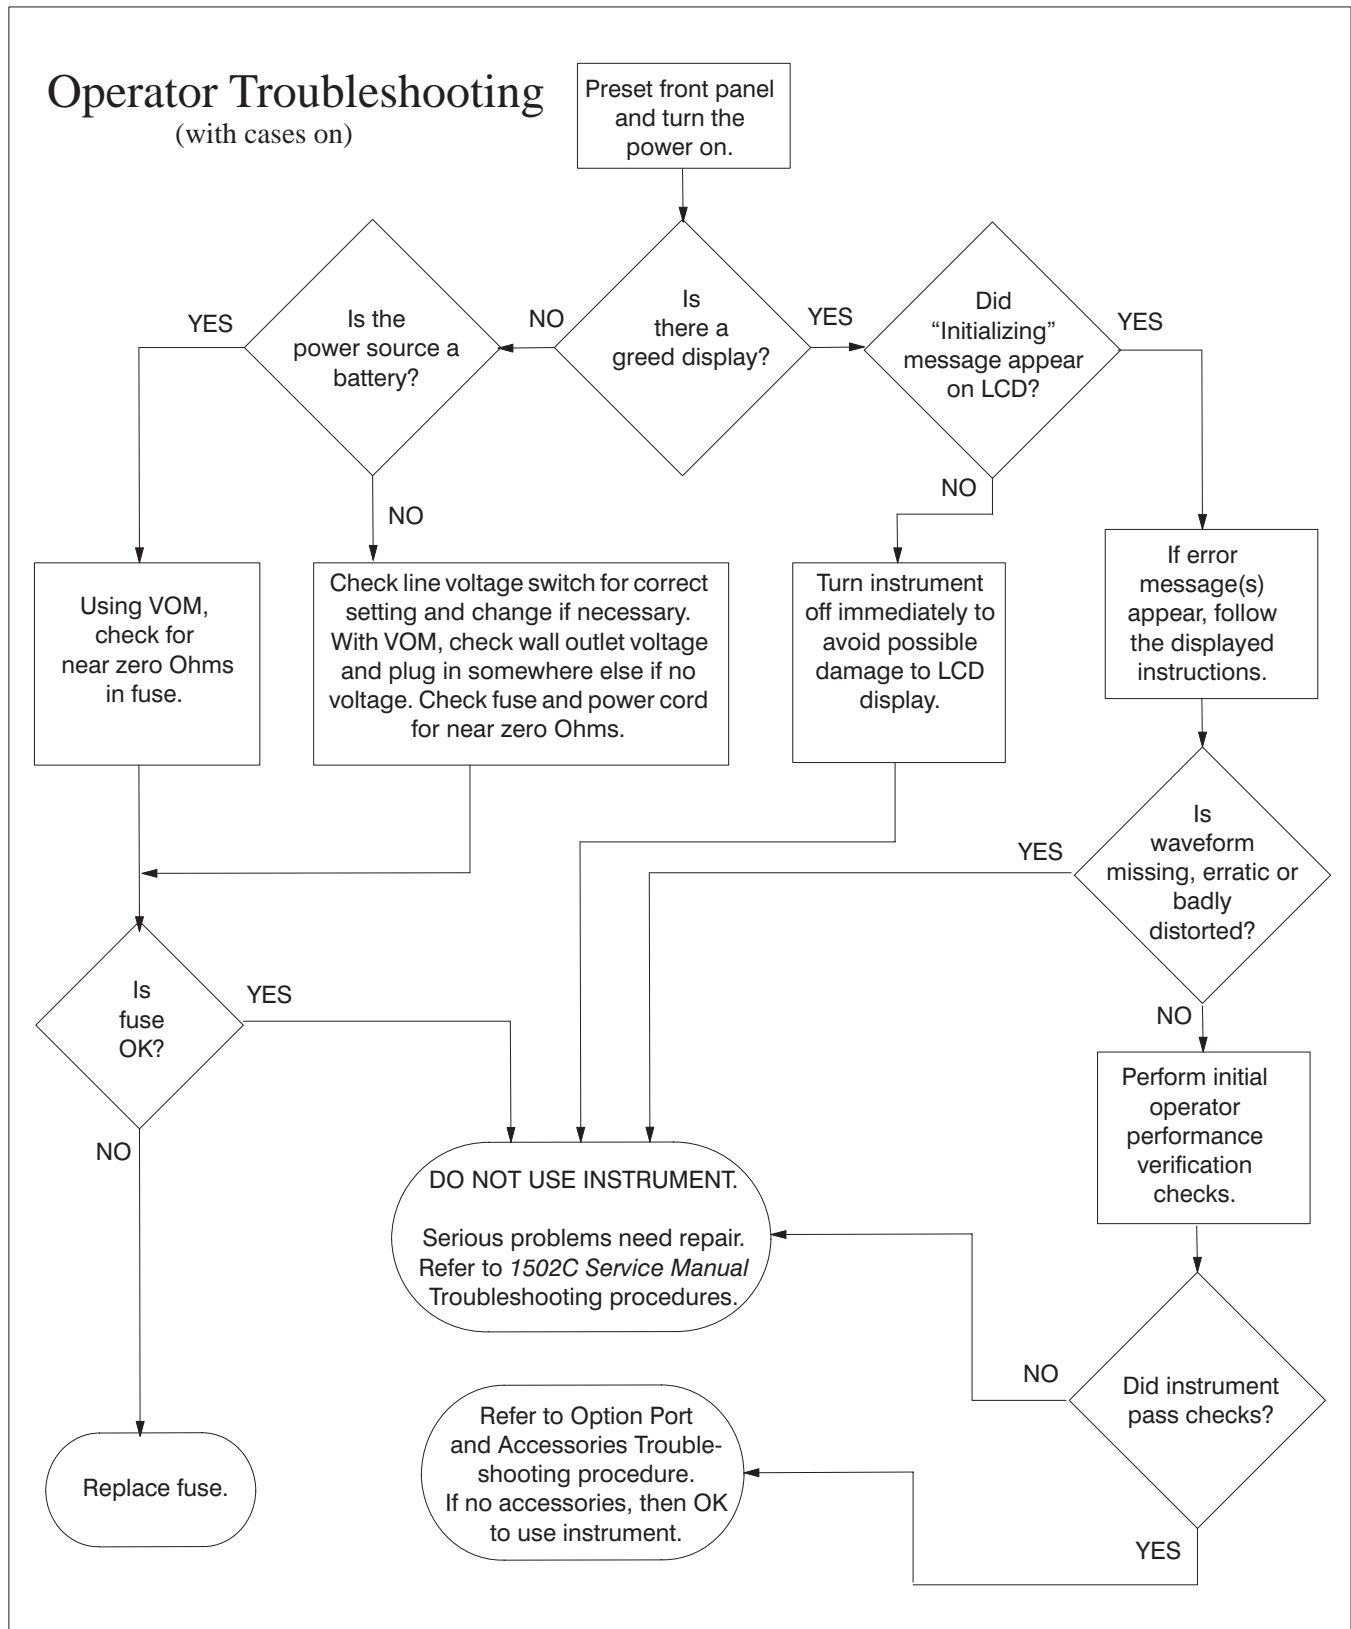 Operator Troubleshooting
(with cases on)
Preset front panel
and turn the
power on.
Is
there a
greed display?
NO
YES
Is the
power source a
battery?
YES
NO
Did
“Initializing”
message appear
on LCD?
YES
NO
Using VOM,
check for
near zero Ohms
in fuse.
Check line voltage switch for correct
setting and change if necessary.
With VOM, check wall outlet voltage
and plug in somewhere else if no
voltage. Check fuse and power cord
for near zero Ohms.
Turn instrument
off immediately to
avoid possible
damage to LCD
display.
If error
message(s)
appear, follow
the displayed
instructions.
Is
waveform
missing, erratic or
badly
distorted?
YES
NO
Is
fuse
OK?
YES
NO
Perform initial
operator
performance
verification
checks.
DO NOT USE INSTRUMENT.
Serious problems need repair.
Refer to 1502C Service Manual
Troubleshooting procedures.
Did instrument
pass checks?
NO
YES
Refer to Option Port
and Accessories Trouble-
shooting procedure.
If no accessories, then OK
to use instrument.
Replace fuse.